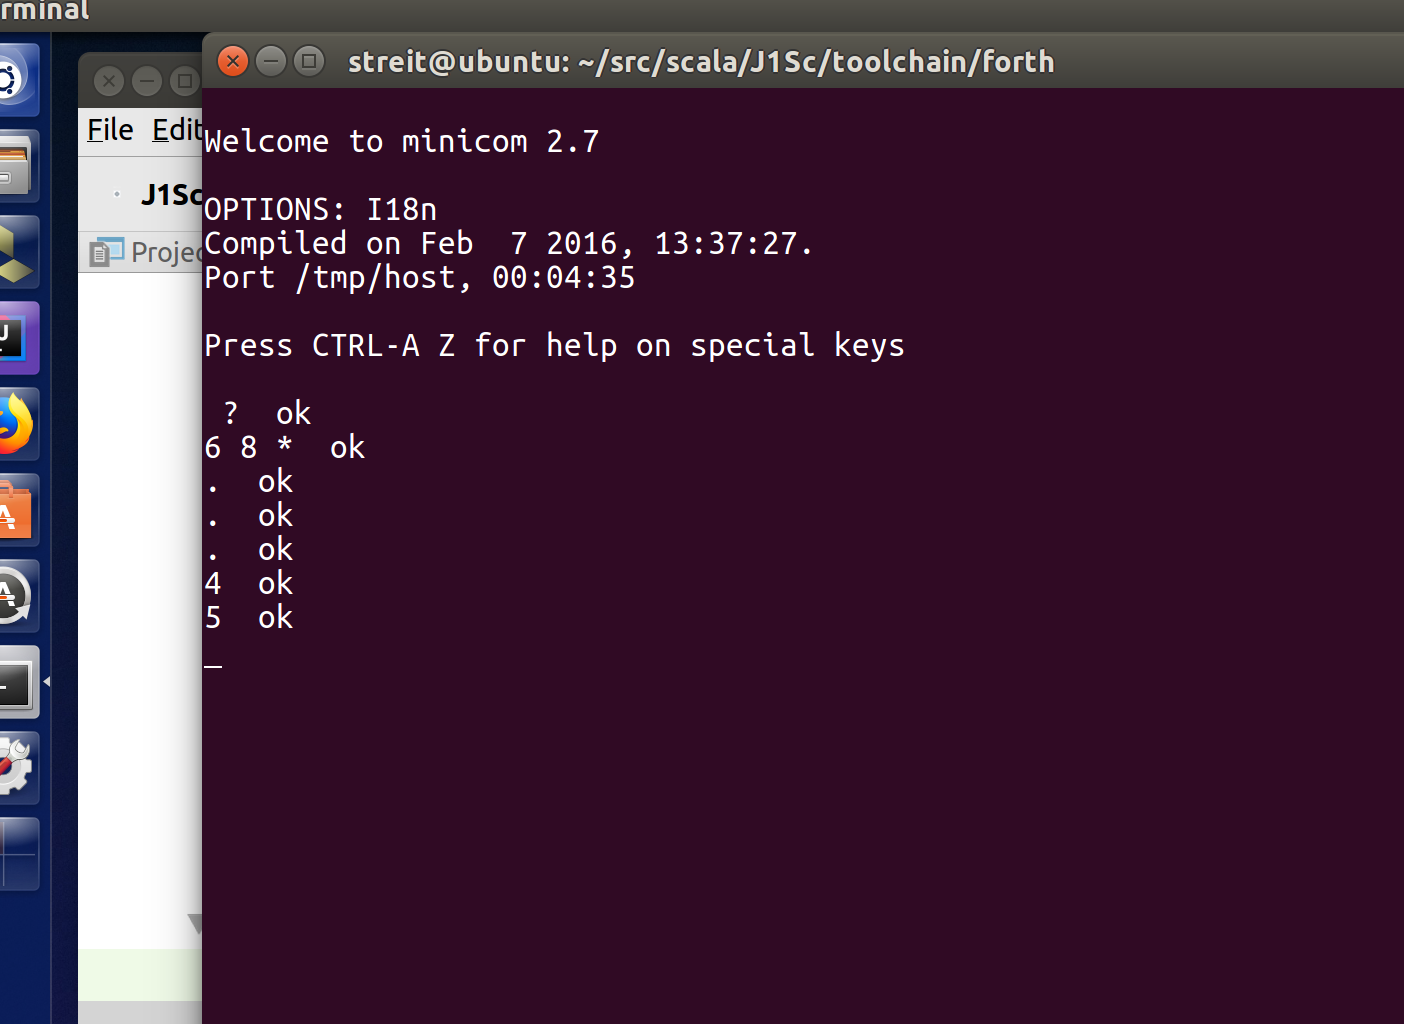 rminal
streit@ubuntu: ~/src/scala/J1Sc/toolchain/forth
File Edit
J1Sc
Projec
Welcome to minicom 2.7
OPTIONS: I18n
Compiled on Feb  7 2016, 13:37:27.
Port /tmp/host, 00:04:35
Press CTRL-A Z for help on special keys
 ?  ok
6 8 *  ok
.  ok
.  ok
.  ok
4  ok
5  ok
_